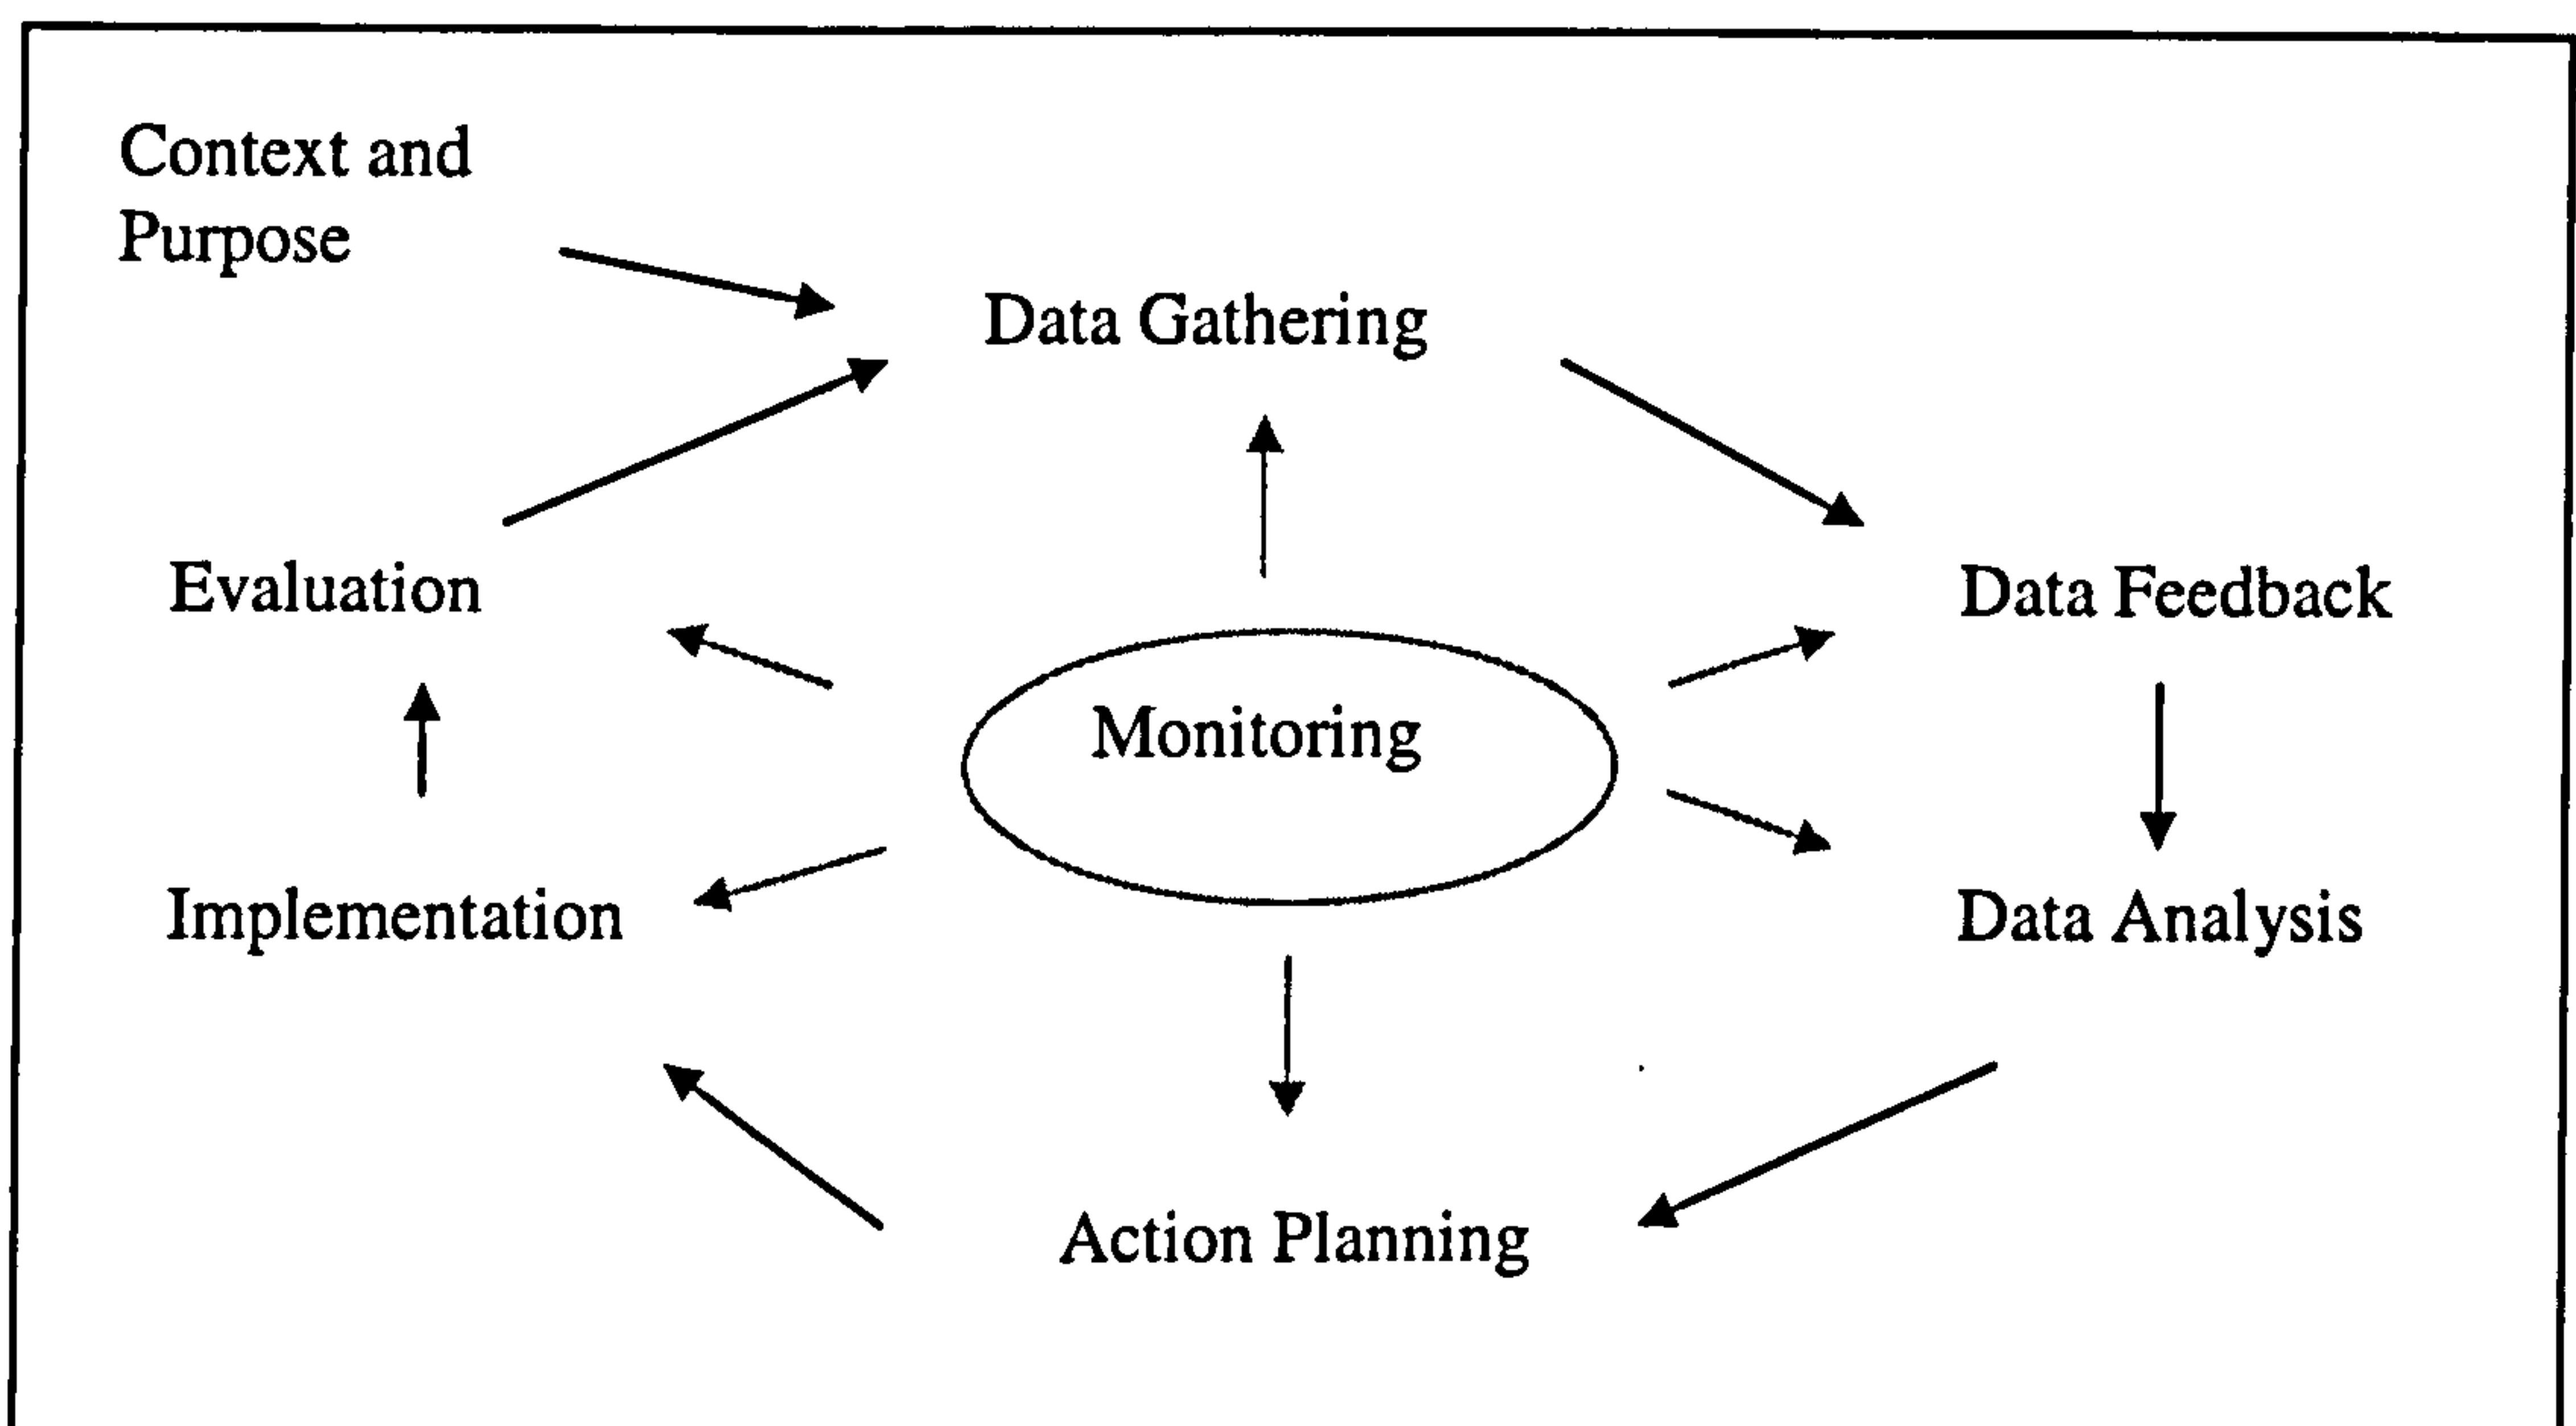 Context and
Purpose
Data Gathering
Evaluation
Data Feedback
Monitoring
Implementation
Data Analysis
Action Planning